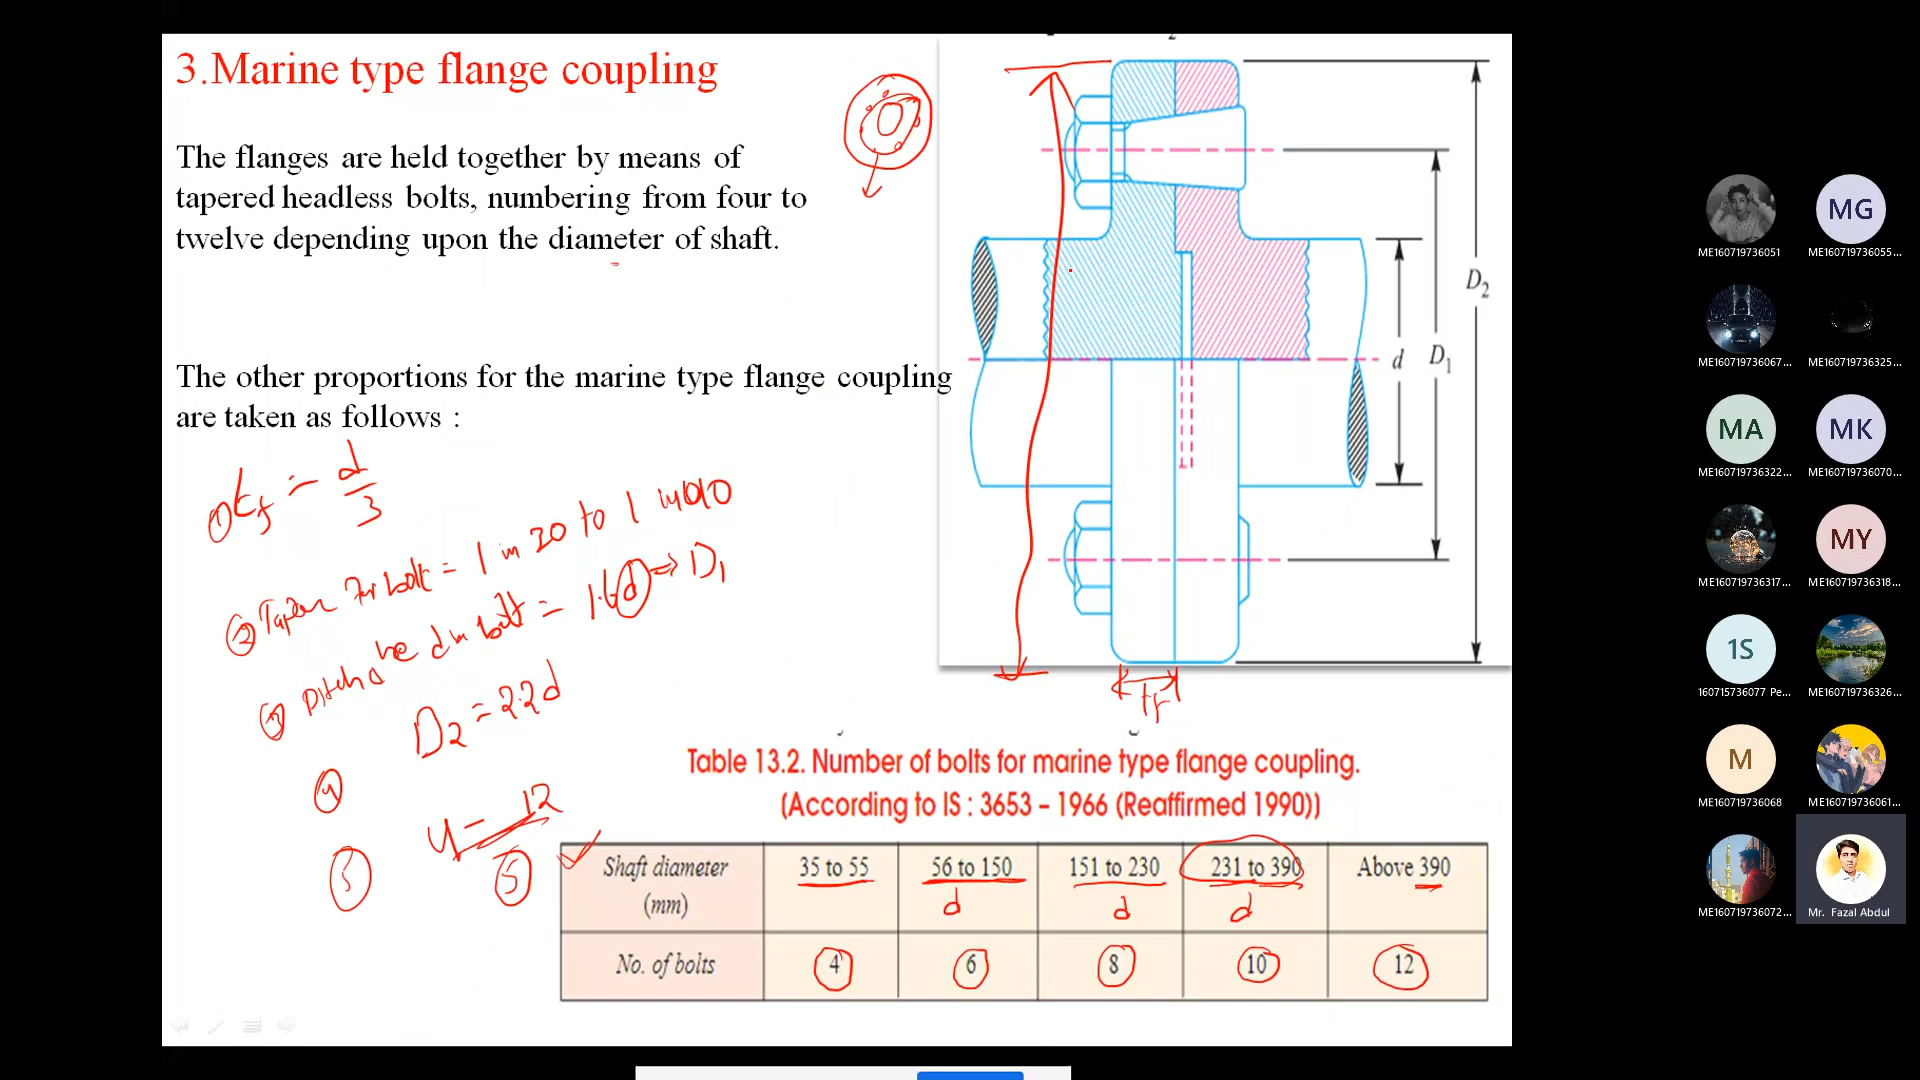 3.Marine type flange coupling
The flanges are held together by means of
tapered headless bolts, numbering from four to
twelve depending upon the diameter of shaft.
The other proportions for the marine type flange coupling
are taken as follows :
① tf = d/3
② Taper for bolt = 1 in 20 to 1 in 40
③ Pitch circle dia bolt = 1.6d => D1
④ D2 = 2.2d
⑤ 4 – 12
5
D2
D1
d
tf
Table 13.2. Number of bolts for marine type flange coupling.
(According to IS : 3653 – 1966 (Reaffirmed 1990))
Shaft diameter (mm) 35 to 55 56 to 150 151 to 230 231 to 390 Above 390
d d d
No. of bolts 4 6 8 10 12
ME160719736051
MG
ME160719736055...
ME160719736067...
ME160719736325...
MA
ME160719736322...
MK
ME160719736070...
ME160719736317...
MY
ME160719736318...
1S
160715736077 Pe...
ME160719736326...
M
ME160719736068
ME160719736061...
ME160719736072...
Mr. Fazal Abdul